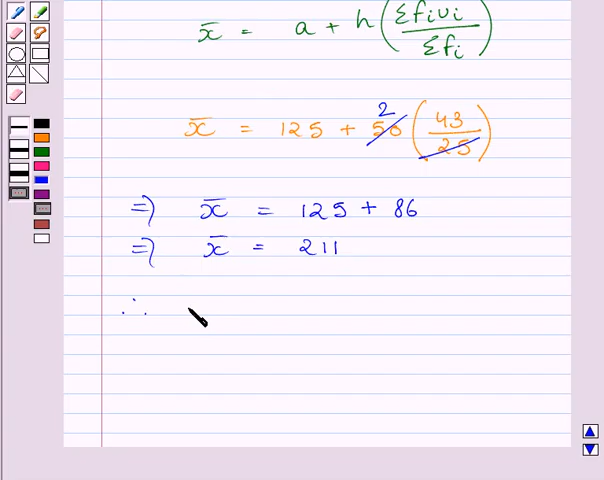 x̄ = a + h (Σfiui / Σfi)
x̄ = 125 + 50 2 (43 / 25)
⇒ x̄ = 125 + 86
⇒ x̄ = 211
∴